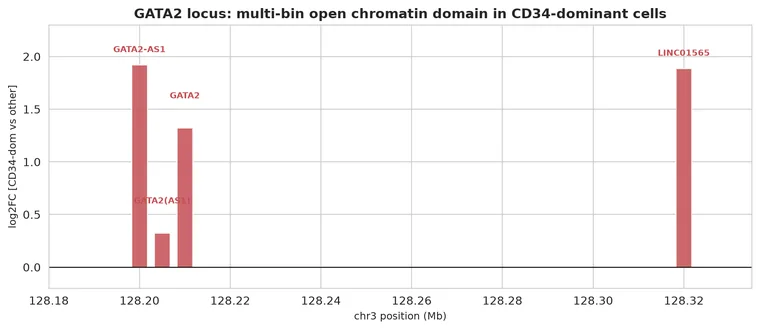 GATA2 locus: multi-bin open chromatin domain in CD34-dominant cells
log2FC [CD34-dom vs other]
2.0
1.5
1.0
0.5
0.0
GATA2-AS1
GATA2
GATA2(AS1)
LINC01565
128.18
128.20
128.22
128.24
128.26
128.28
128.30
128.32
chr3 position (Mb)